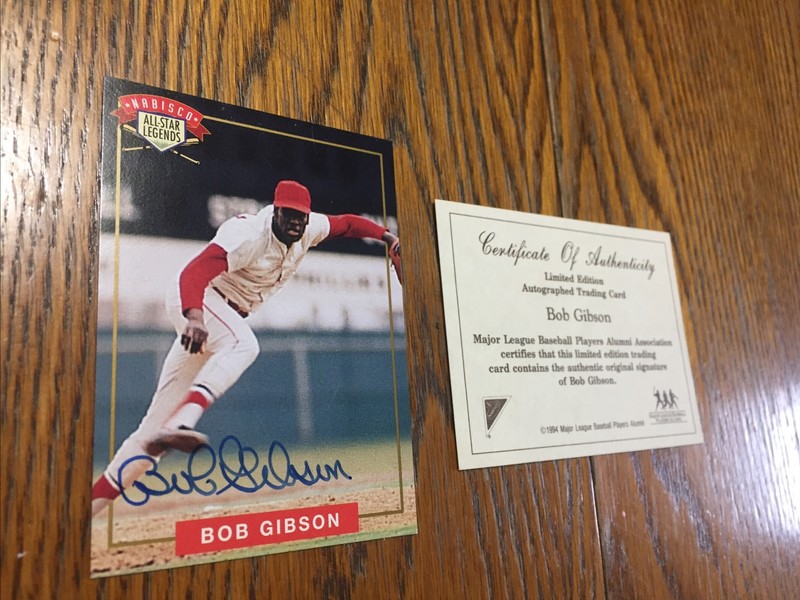 NABISCO
ALL-STAR
LEGENDS
Bob Gibson
BOB GIBSON
Certificate Of Authenticity
Limited Edition
Autographed Trading Card
Bob Gibson
Major League Baseball Players Alumni Association
certifies that this limited edition trading
card contains the authentic original signature
of Bob Gibson.
©1994 Major League Baseball Players Alumni